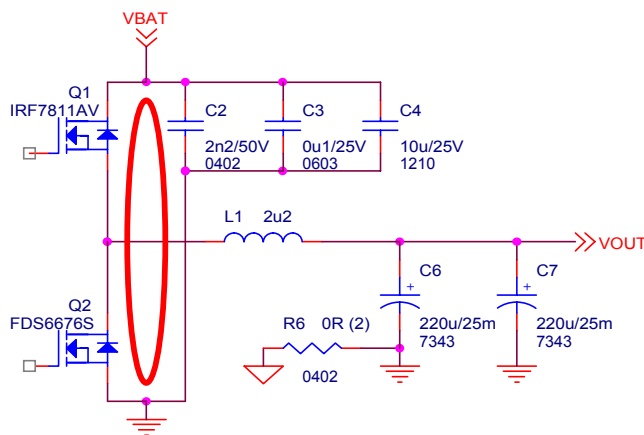 VBAT
Q1
IRF7811AV
C2
2n2/50V
0402
C3
0u1/25V
0603
C4
10u/25V
1210
L1 2u2
VOUT
Q2
FDS6676S
C6
220u/25m
7343
C7
220u/25m
7343
R6 0R (2)
0402
+
+